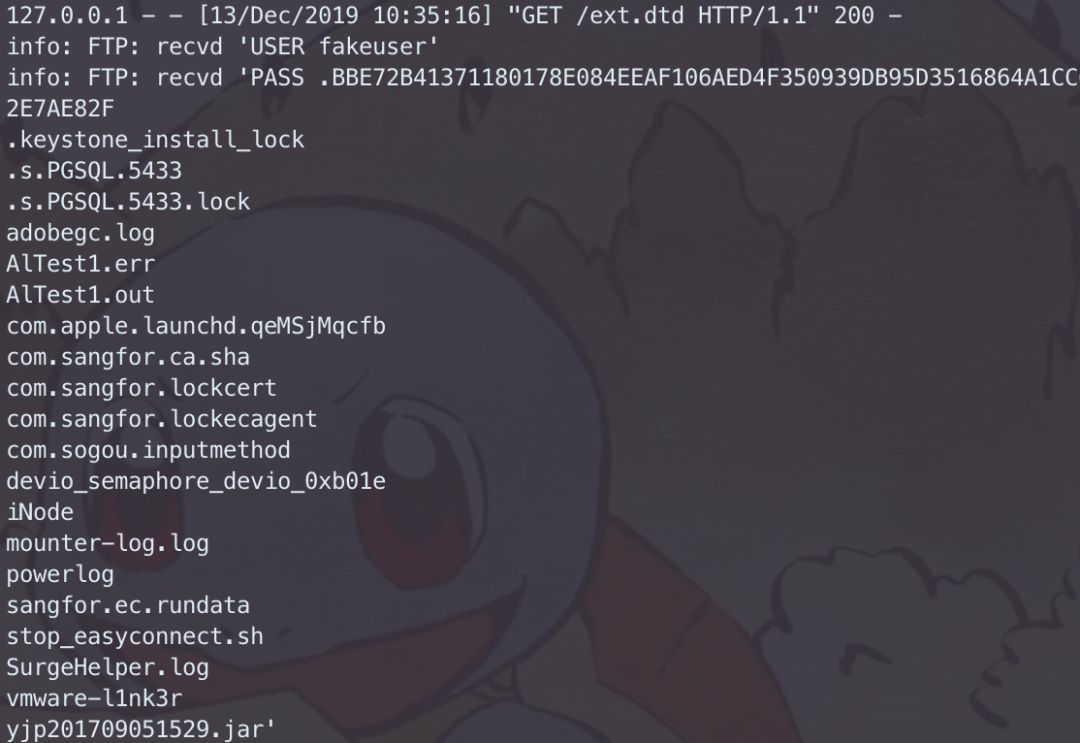 127.0.0.1 - - [13/Dec/2019 10:35:16] "GET /ext.dtd HTTP/1.1" 200 -
info: FTP: recvd 'USER fakeuser'
info: FTP: recvd 'PASS .BBE72B41371180178E084EEAF106AED4F350939DB95D3516864A1CC
2E7AE82F
.keystone_install_lock
.s.PGSQL.5433
.s.PGSQL.5433.lock
adobegc.log
AlTest1.err
AlTest1.out
com.apple.launchd.qeMSjMqcfb
com.sangfor.ca.sha
com.sangfor.lockcert
com.sangfor.lockecagent
com.sogou.inputmethod
devio_semaphore_devio_0xb01e
iNode
mounter-log.log
powerlog
sangfor.ec.rundata
stop_easyconnect.sh
SurgeHelper.log
vmware-l1nk3r
yjp201709051529.jar'